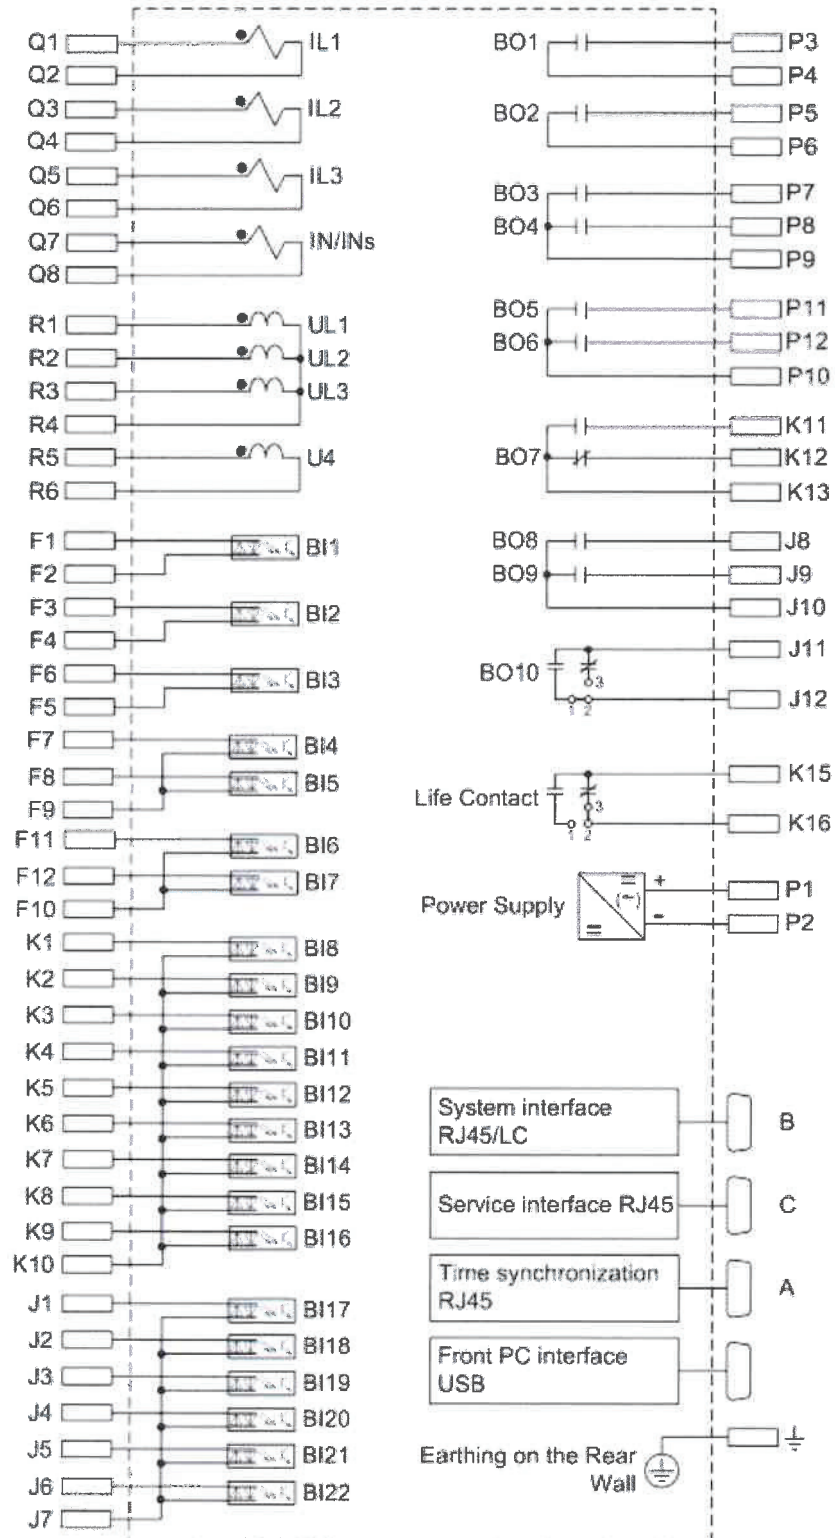 Q1 IL1
Q2
Q3 IL2
Q4
Q5 IL3
Q6
Q7 IN/INs
Q8
R1 UL1
R2 UL2
R3 UL3
R4
R5 U4
R6
F1 BI1
F2
F3 BI2
F4
F6 BI3
F5
F7 BI4
F8 BI5
F9
F11 BI6
F12 BI7
F10
K1 BI8
K2 BI9
K3 BI10
K4 BI11
K5 BI12
K6 BI13
K7 BI14
K8 BI15
K9 BI16
K10
J1 BI17
J2 BI18
J3 BI19
J4 BI20
J5 BI21
J6 BI22
J7
BO1 P3
P4
BO2 P5
P6
BO3 P7
BO4 P8
P9
BO5 P11
BO6 P12
P10
K11
BO7 K12
K13
BO8 J8
BO9 J9
J10
J11
BO10 3
1 2 J12
K15
Life Contact 3
1 2 K16
Power Supply + P1
- P2
System interface
RJ45/LC
B
Service interface RJ45 C
Time synchronization
RJ45
A
Front PC interface
USB
Earthing on the Rear
Wall